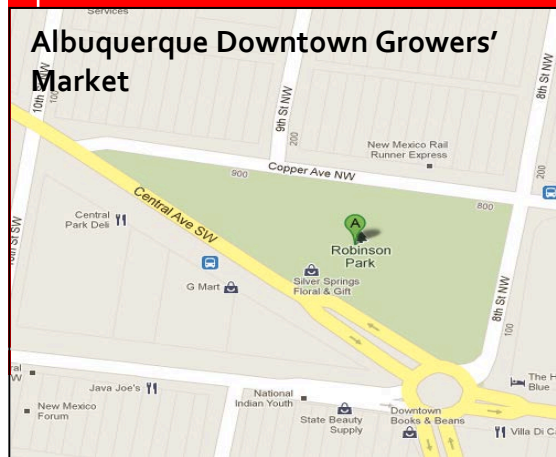 Services
Albuquerque Downtown Growers’
Market
10th St NW
100
9th St NW
200
8th St NW
200
New Mexico Rail
Runner Express
Copper Ave NW
900
800
Central Ave SW
Central
Park Deli
A
Robinson
Park
G Mart
Silver Springs
Floral & Gift
8th St NW
100
Java Joe's
National
Indian Youth
New Mexico
Forum
State Beauty
Supply
Downtown
Books & Beans
The H
Blue
Villa Di Ca